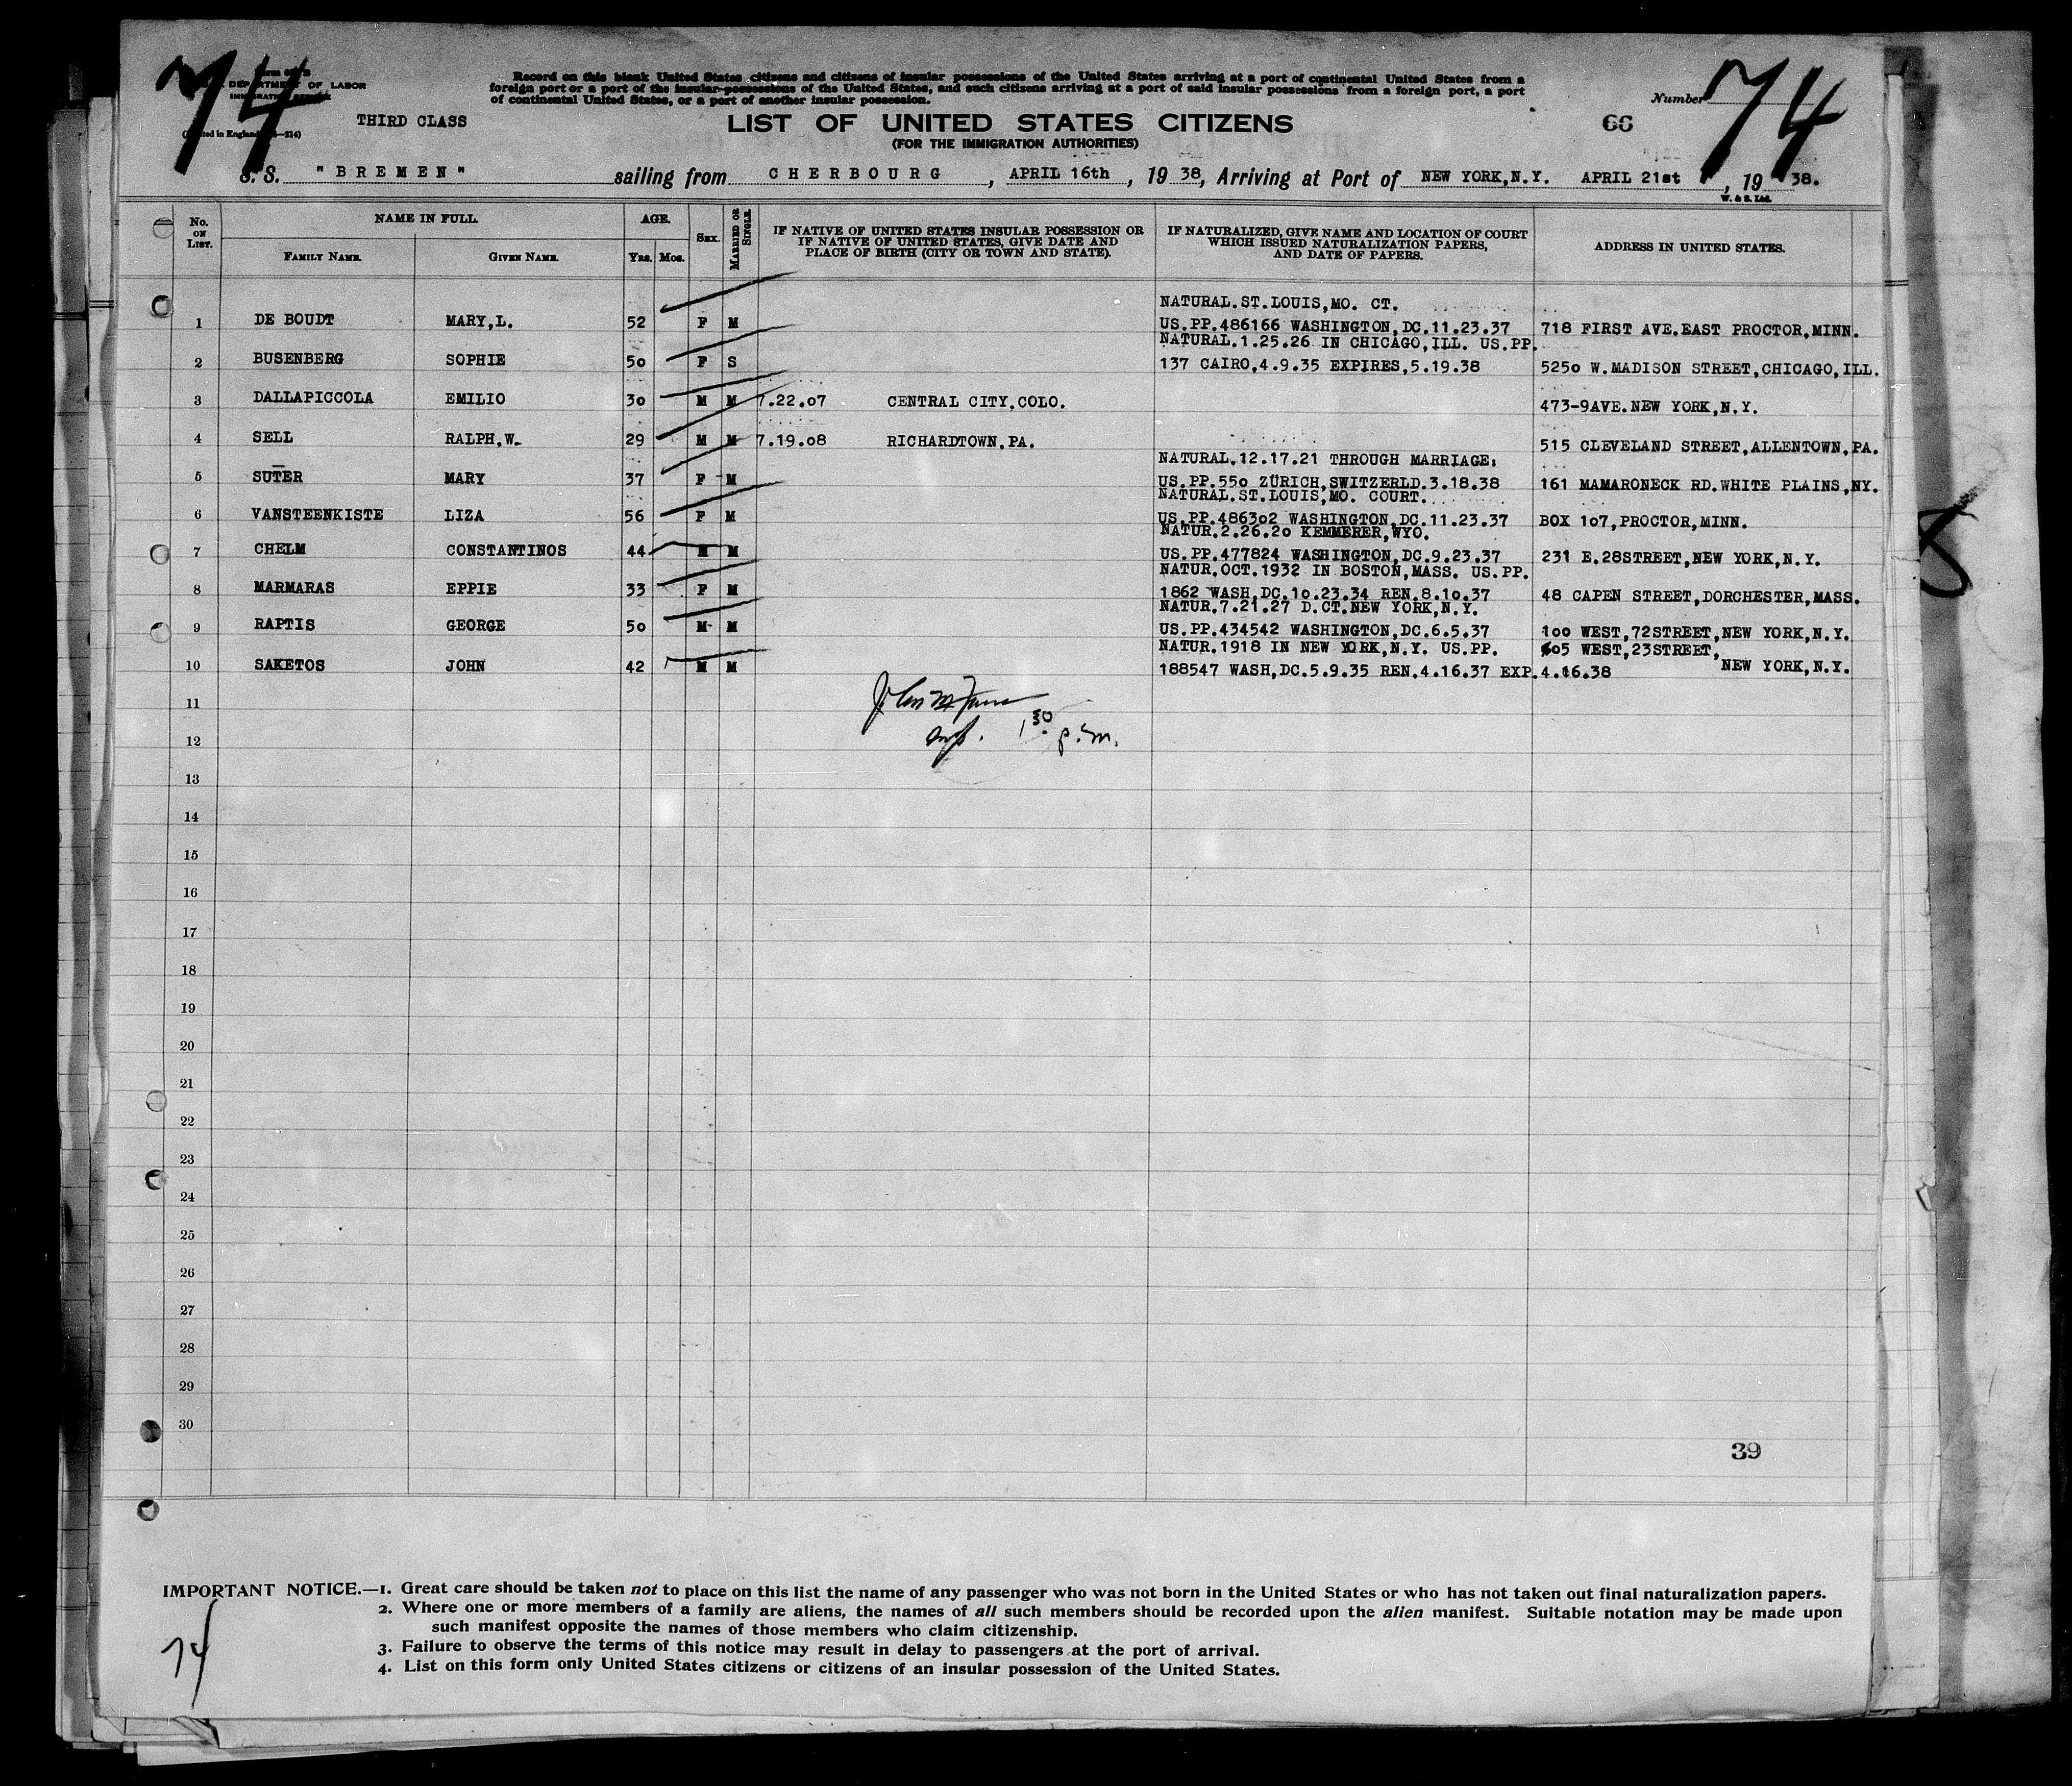 74
DEPARTMENT OF LABOR
Record on this blank United States citizens and citizens of insular possessions of the United States arriving at a port of continental United States from a
foreign port or a port of the insular possessions of the United States, and such citizens arriving at a port of said insular possessions from a foreign port, a port
of continental United States, or a port of another insular possession.
Number 74
THIRD CLASS
LIST OF UNITED STATES CITIZENS
66
(FOR THE IMMIGRATION AUTHORITIES)
S. S. "BREMEN" sailing from CHERBOURG, APRIL 16th, 19 38, Arriving at Port of NEW YORK,N.Y. APRIL 21st, 19 38.
W. & S. Ltd.
No. ON LIST.
NAME IN FULL.
FAMILY NAME. GIVEN NAME.
AGE.
YRS. MOS.
SEX.
MARRIED OR SINGLE.
IF NATIVE OF UNITED STATES INSULAR POSSESSION OR
IF NATIVE OF UNITED STATES, GIVE DATE AND
PLACE OF BIRTH (CITY OR TOWN AND STATE).
IF NATURALIZED, GIVE NAME AND LOCATION OF COURT
WHICH ISSUED NATURALIZATION PAPERS,
AND DATE OF PAPERS.
ADDRESS IN UNITED STATES.
NATURAL.ST.LOUIS,MO. CT.
1 DE BOUDT MARY,L. 52 F M US.PP.486166 WASHINGTON,DC.11.23.37 718 FIRST AVE.EAST PROCTOR,MINN.
NATURAL.1.25.26 IN CHICAGO,ILL. US.PP.
2 BUSENBERG SOPHIE 50 F S 137 CAIRO,4.9.35 EXPIRES,5.19.38 5250 W.MADISON STREET,CHICAGO,ILL.
3 DALLAPICCOLA EMILIO 30 M M 7.22.07 CENTRAL CITY,COLO. 473-9AVE.NEW YORK,N.Y.
4 SELL RALPH,W. 29 M M 7.19.08 RICHARDTOWN,PA. 515 CLEVELAND STREET,ALLENTOWN,PA.
NATURAL.12.17.21 THROUGH MARRIAGE:
5 SUTER MARY 37 F M US.PP.550 ZÜRICH,SWITZERLD.3.18.38 161 MAMARONECK RD.WHITE PLAINS,NY.
NATURAL.ST.LOUIS,MO. COURT.
6 VANSTEENKISTE LIZA 56 F M US.PP.486302 WASHINGTON,DC.11.23.37 BOX 107,PROCTOR,MINN.
NATUR.2.26.20 KEMMERER,WYO.
7 CHELM CONSTANTINOS 44 M M US.PP.477824 WASHINGTON,DC.9.23.37 231 E.28STREET,NEW YORK,N.Y.
NATUR.OCT.1932 IN BOSTON,MASS. US.PP.
8 MARMARAS EPPIE 33 F M 1862 WASH,DC.10.23.34 REN.8.10.37 48 CAPEN STREET,DORCHESTER,MASS.
NATUR.7.21.27 D.CT.NEW YORK,N.Y.
9 RAPTIS GEORGE 50 M M US.PP.434542 WASHINGTON,DC.6.5.37 100 WEST,72STREET,NEW YORK,N.Y.
NATUR.1918 IN NEW YORK,N.Y. US.PP. 605 WEST,23STREET,
10 SAKETOS JOHN 42 M M 188547 WASH,DC.5.9.35 REN.4.16.37 EXP.4.16.38 NEW YORK,N.Y.
11
1 30 p.m.
12
13
14
15
16
17
18
19
20
21
22
23
24
25
26
27
28
29
30
39
8
IMPORTANT NOTICE.—1. Great care should be taken not to place on this list the name of any passenger who was not born in the United States or who has not taken out final naturalization papers.
2. Where one or more members of a family are aliens, the names of all such members should be recorded upon the alien manifest. Suitable notation may be made upon
such manifest opposite the names of those members who claim citizenship.
3. Failure to observe the terms of this notice may result in delay to passengers at the port of arrival.
4. List on this form only United States citizens or citizens of an insular possession of the United States.
74